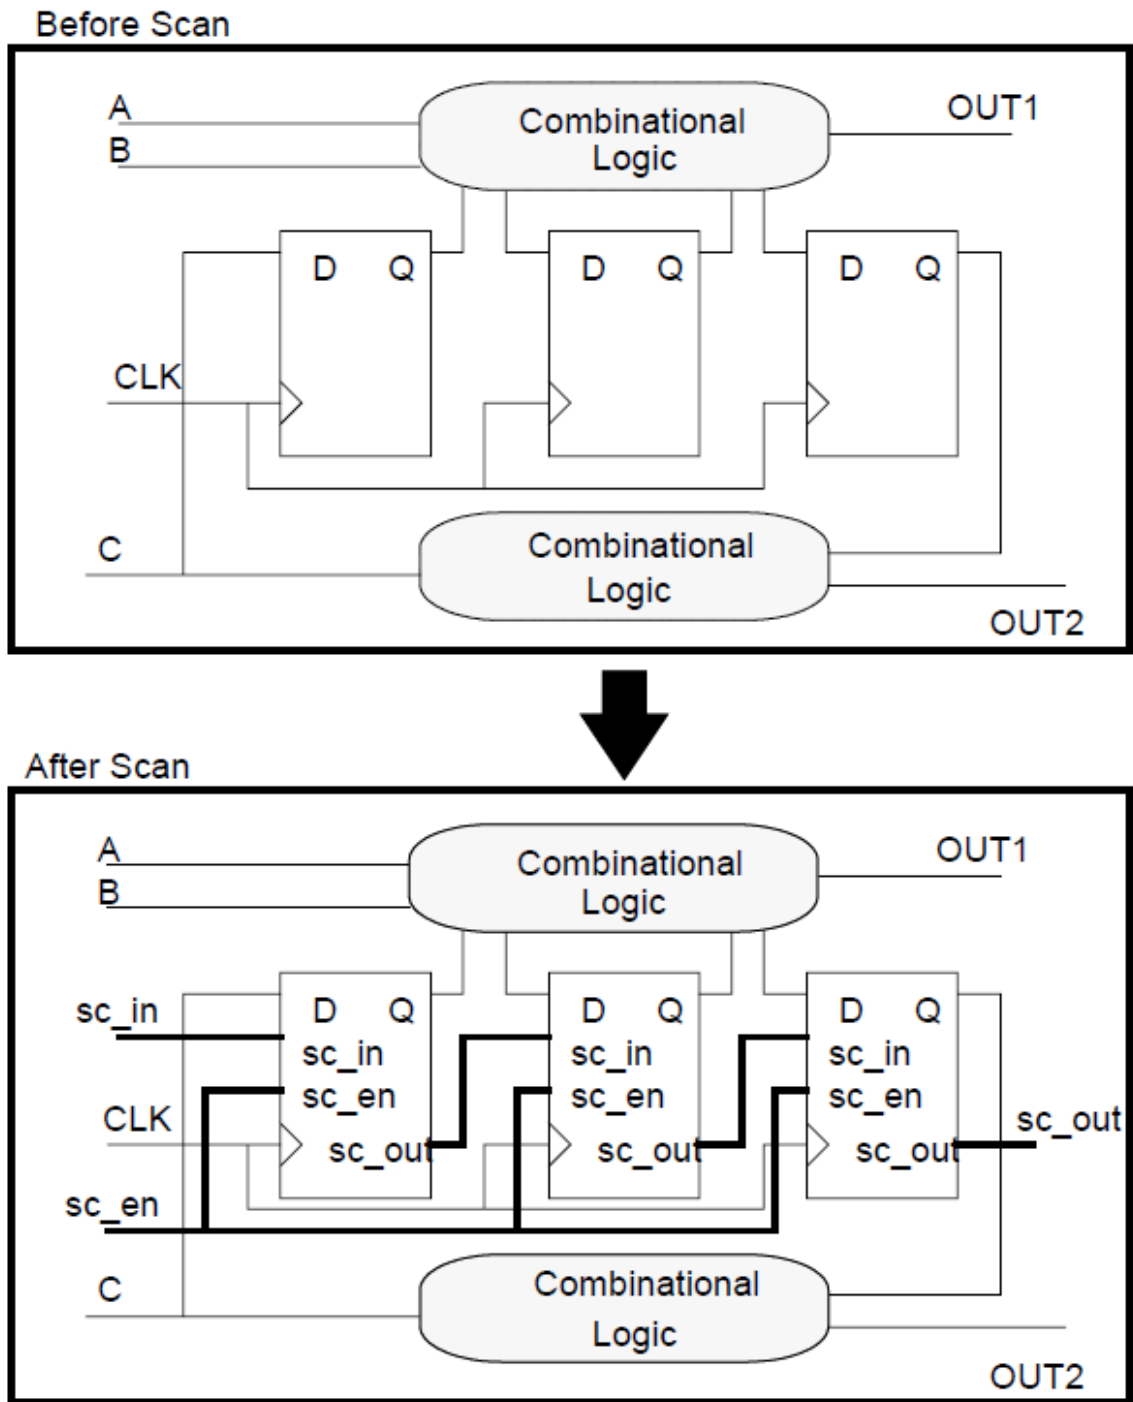 Before Scan
A
Combinational
Logic
OUT1
B
D Q
D Q
D Q
CLK
C
Combinational
Logic
OUT2
After Scan
A
Combinational
Logic
OUT1
B
sc_in
D Q
sc_in
sc_en
sc_out
D Q
sc_in
sc_en
sc_out
D Q
sc_in
sc_en
sc_out
CLK
sc_out
sc_en
C
Combinational
Logic
OUT2